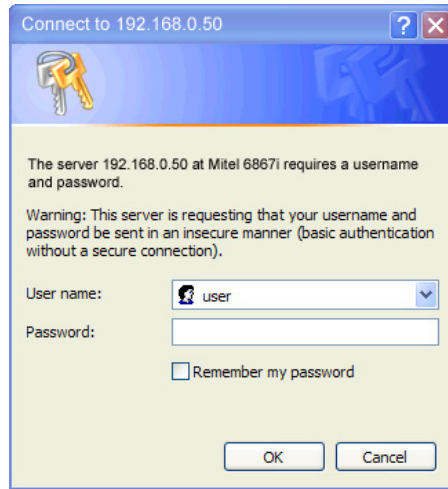 Connect to 192.168.0.50
The server 192.168.0.50 at Mitel 6867i requires a username
and password.
Warning: This server is requesting that your username and
password be sent in an insecure manner (basic authentication
without a secure connection).
User name:
user
Password:
Remember my password
OK
Cancel